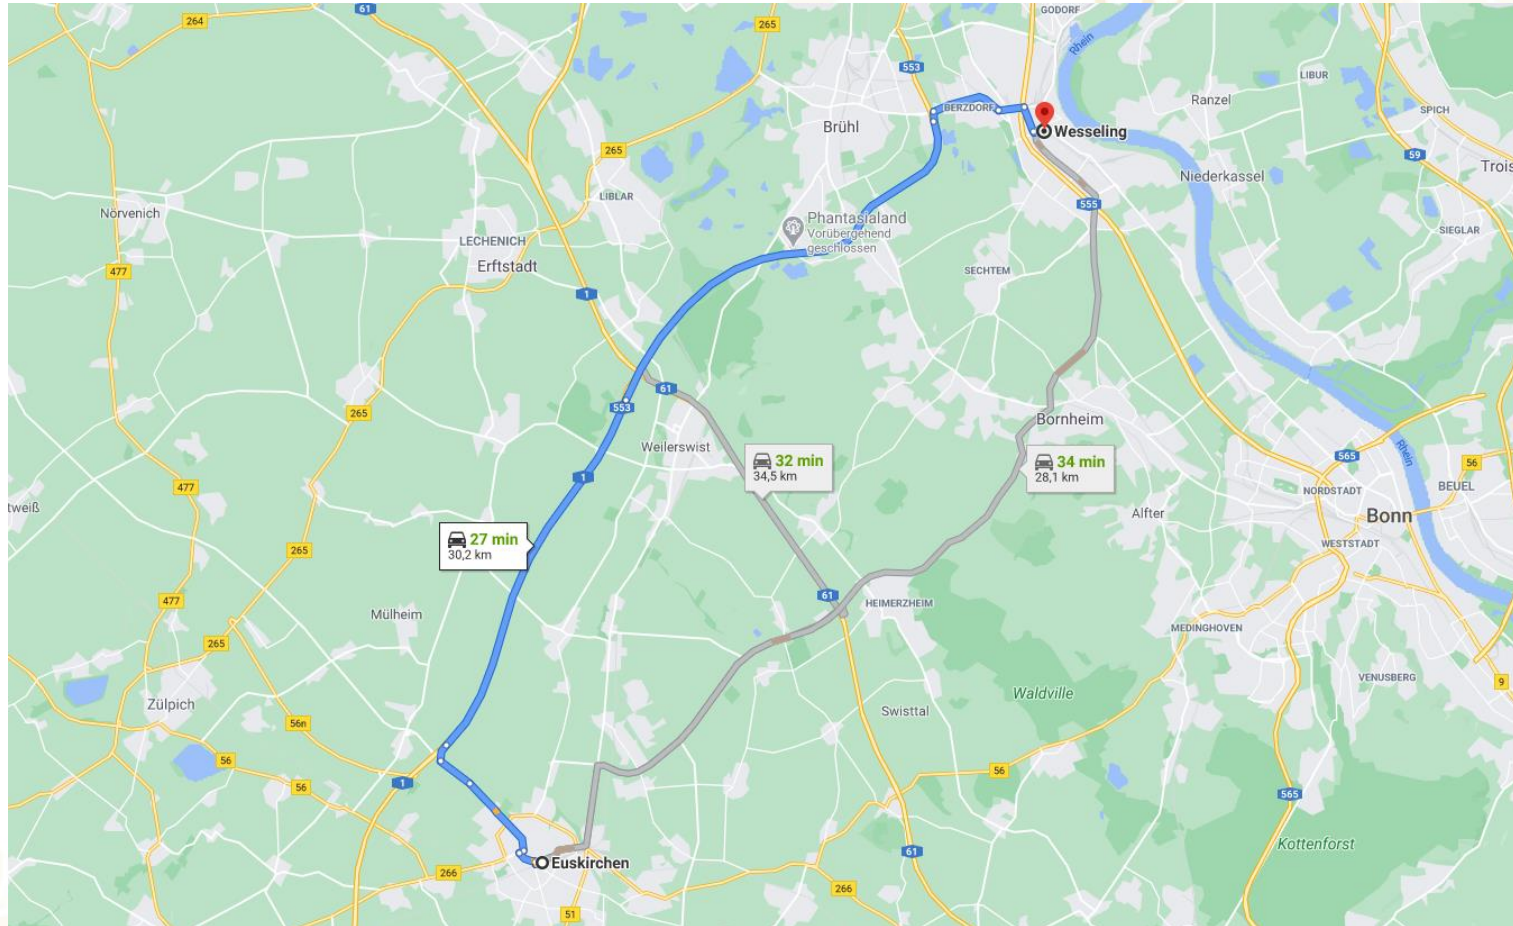 61
264
265
GODORF
Rhein
553
LIBUR
Ranzel
SPICH
BERZDORF
Brühl
Wesseling
265
59
Trois
Niederkassel
LIBLAR
555
Nörvenich
Phantasialand
Vorübergehend
geschlossen
SIEGLAR
LECHENICH
Erftstadt
477
SECHTEM
1
61
553
265
Bornheim
Weilerswist
Rhein
565
32 min
34,5 km
34 min
28,1 km
56
1
477
NORDSTADT
BEUEL
tweiß
Alfter
Bonn
27 min
30,2 km
WESTSTADT
265
61
477
HEIMERZHEIM
Mülheim
MEDINGHOVEN
265
VENUSBERG
9
Waldville
Zülpich
Swisttal
56n
56
56
1
56
565
Kottenforst
61
Euskirchen
266
266
51